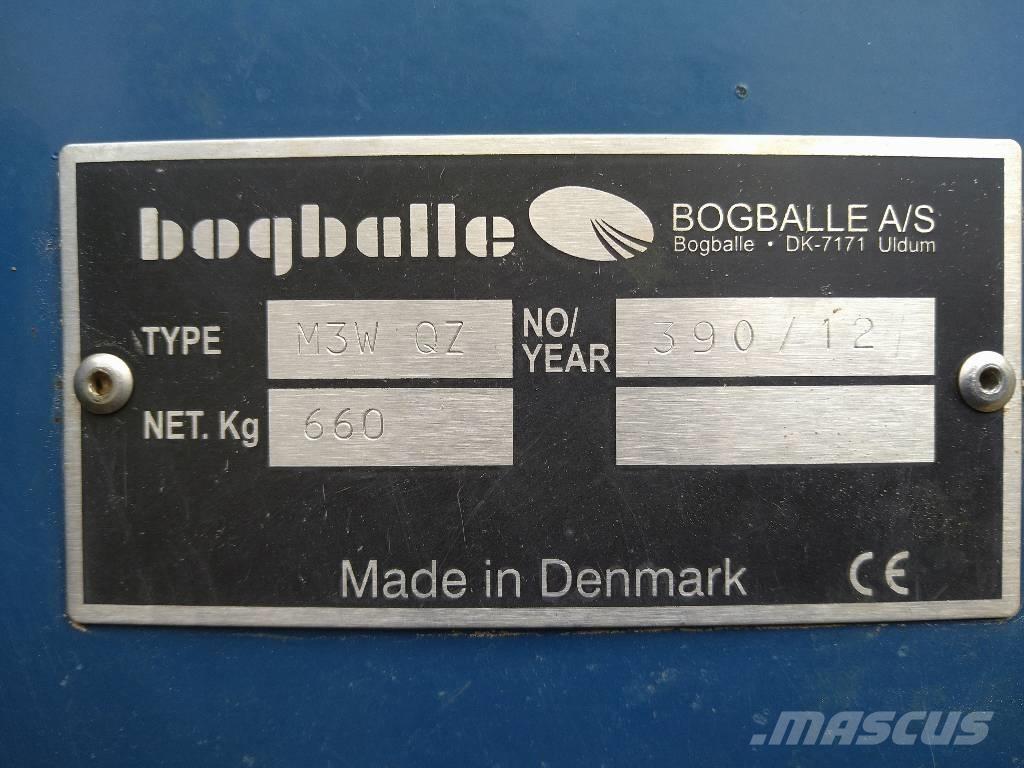 bogballe
BOGBALLE A/S
Bogballe • DK-7171 Uldum
TYPE M3W QZ
NO/
YEAR 390/12
NET. Kg 660
Made in Denmark CE
MASCUS